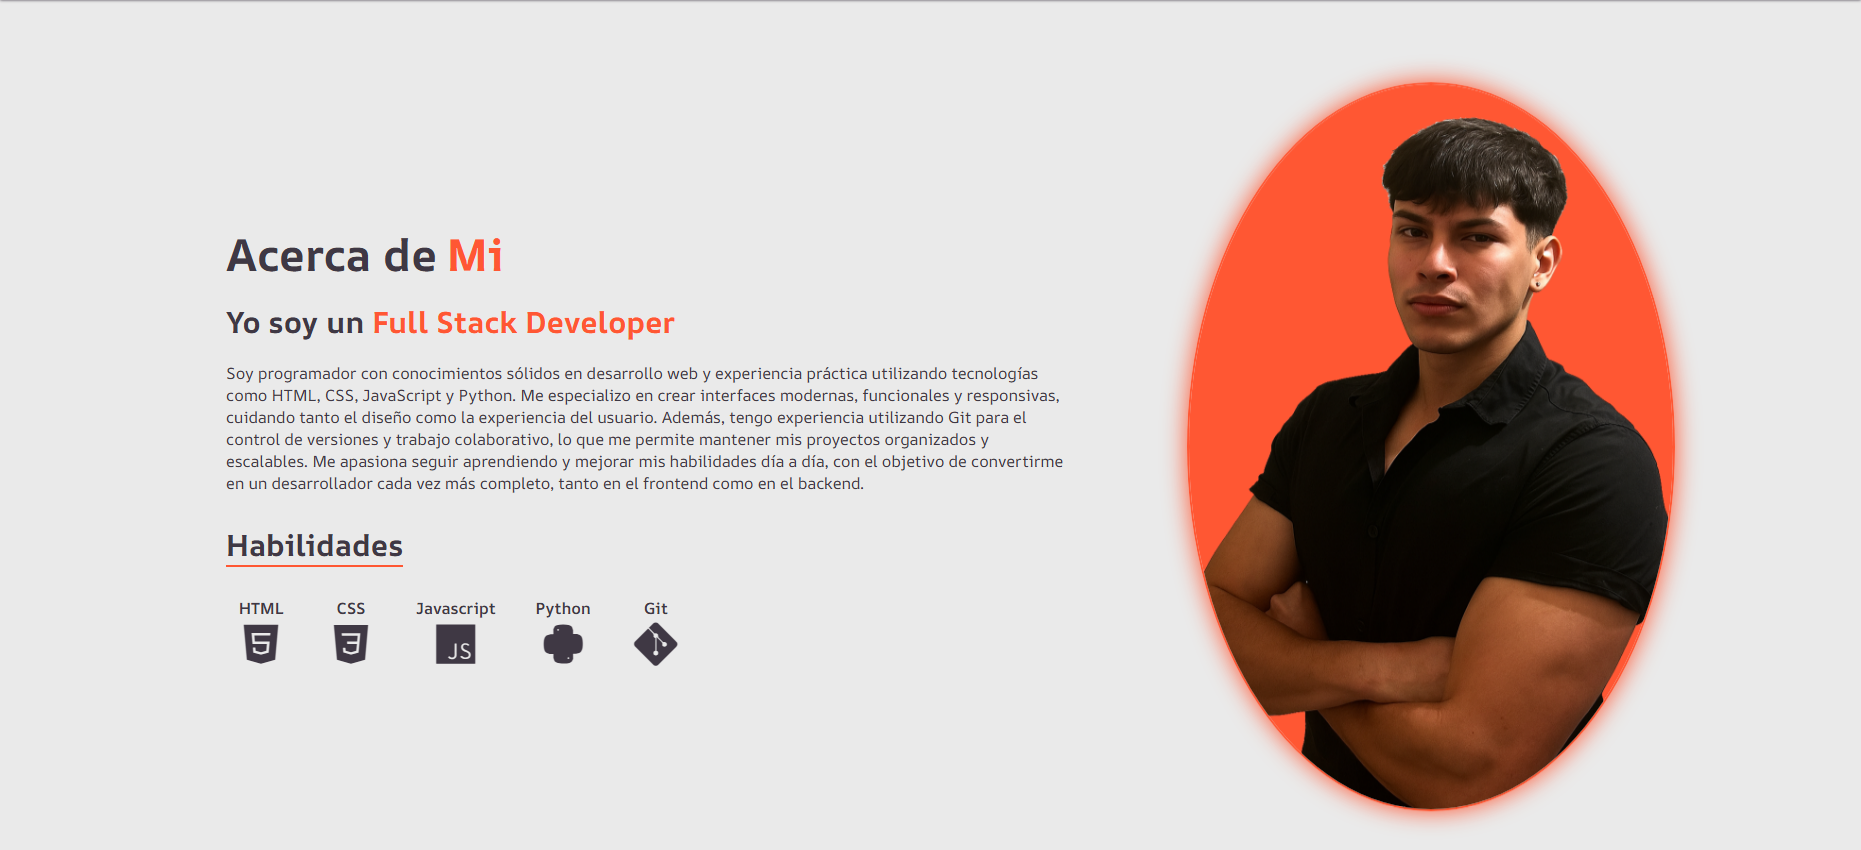 Acerca de Mi
Yo soy un Full Stack Developer
Soy programador con conocimientos sólidos en desarrollo web y experiencia práctica utilizando tecnologías
como HTML, CSS, JavaScript y Python. Me especializo en crear interfaces modernas, funcionales y responsivas,
cuidando tanto el diseño como la experiencia del usuario. Además, tengo experiencia utilizando Git para el
control de versiones y trabajo colaborativo, lo que me permite mantener mis proyectos organizados y
escalables. Me apasiona seguir aprendiendo y mejorar mis habilidades día a día, con el objetivo de convertirme
en un desarrollador cada vez más completo, tanto en el frontend como en el backend.
Habilidades
HTML CSS Javascript Python Git
5 3 JS